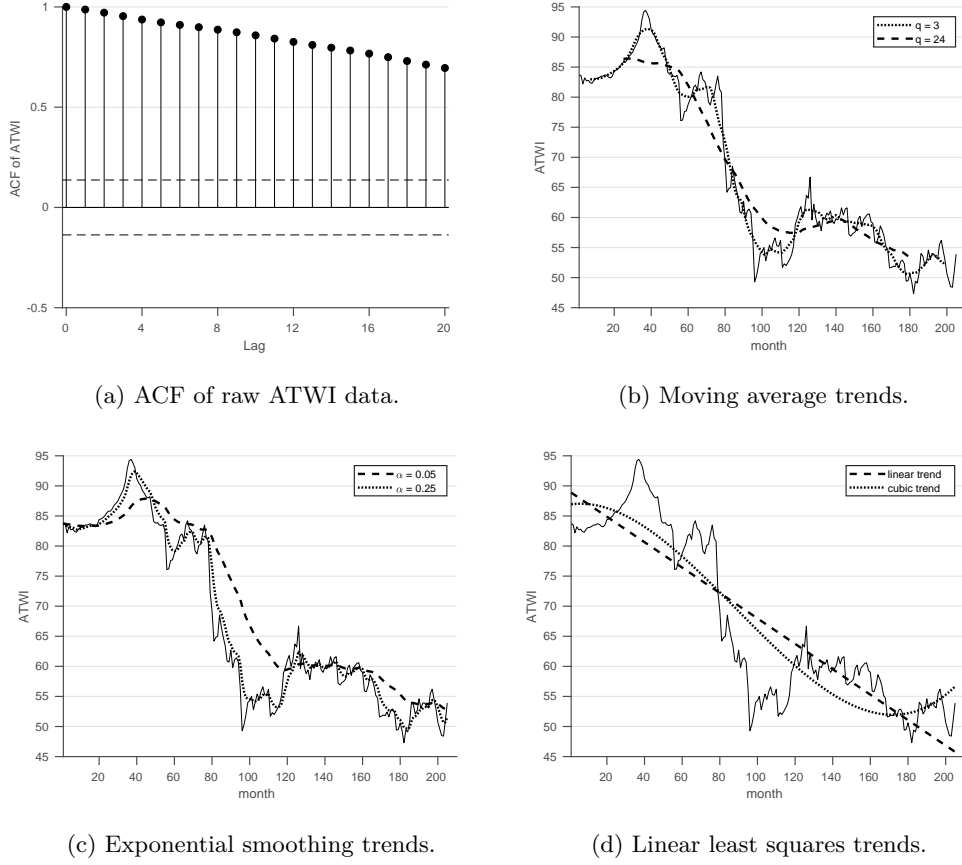 1
0.5
0
-0.5
ACF of ATWI
0 4 8 12 16 20
Lag
(a) ACF of raw ATWI data.
95
90
85
80
75
70
65
60
55
50
45
ATWI
q = 3
q = 24
20 40 60 80 100 120 140 160 180 200
month
(b) Moving average trends.
95
90
85
80
75
70
65
60
55
50
45
ATWI
α = 0.05
α = 0.25
20 40 60 80 100 120 140 160 180 200
month
(c) Exponential smoothing trends.
95
90
85
80
75
70
65
60
55
50
45
ATWI
linear trend
cubic trend
20 40 60 80 100 120 140 160 180 200
month
(d) Linear least squares trends.